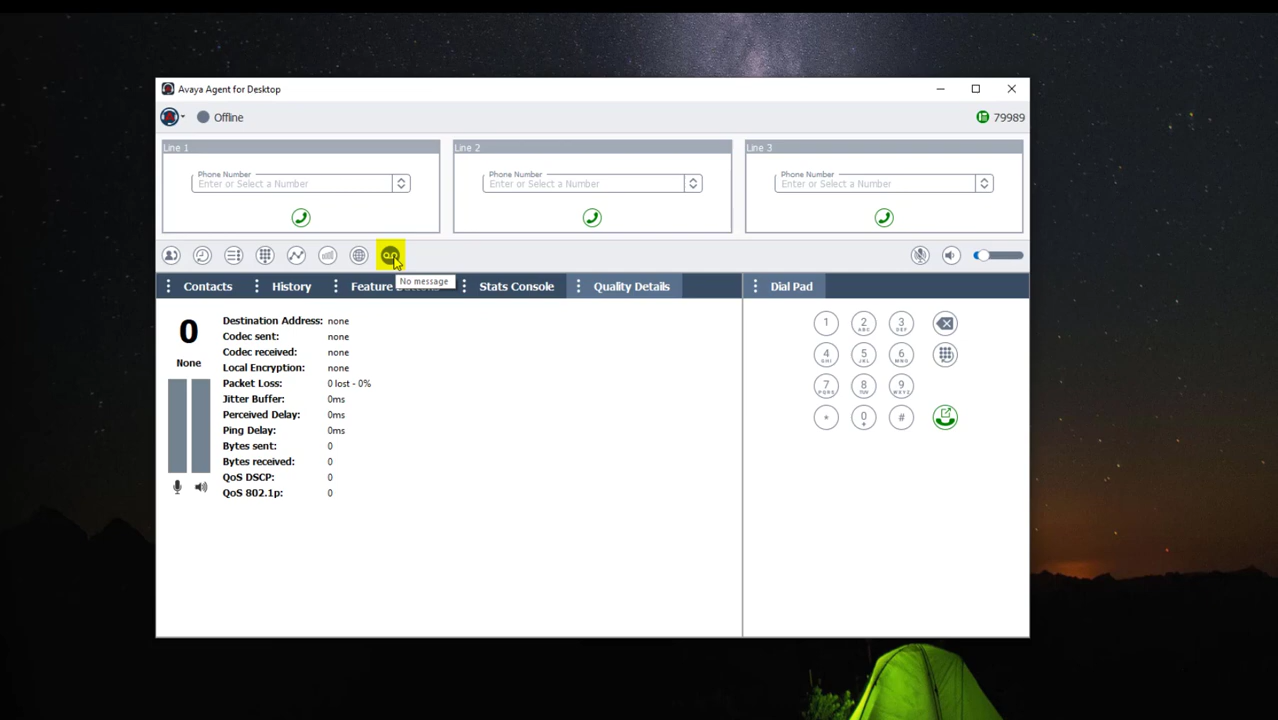 Avaya Agent for Desktop
Offline
79989
Line 1
Line 2
Line 3
Phone Number
Enter or Select a Number
Phone Number
Enter or Select a Number
Phone Number
Enter or Select a Number
No message
Contacts
History
Feature
Stats Console
Quality Details
Dial Pad
0
None
Destination Address: none
Codec sent: none
Codec received: none
Local Encryption: none
Packet Loss: 0 lost - 0%
Jitter Buffer: 0ms
Perceived Delay: 0ms
Ping Delay: 0ms
Bytes sent: 0
Bytes received: 0
QoS DSCP: 0
QoS 802.1p: 0
1
2 ABC
3 DEF
4 GHI
5 JKL
6 MNO
7 PQRS
8 TUV
9 WXYZ
*
0 +
#